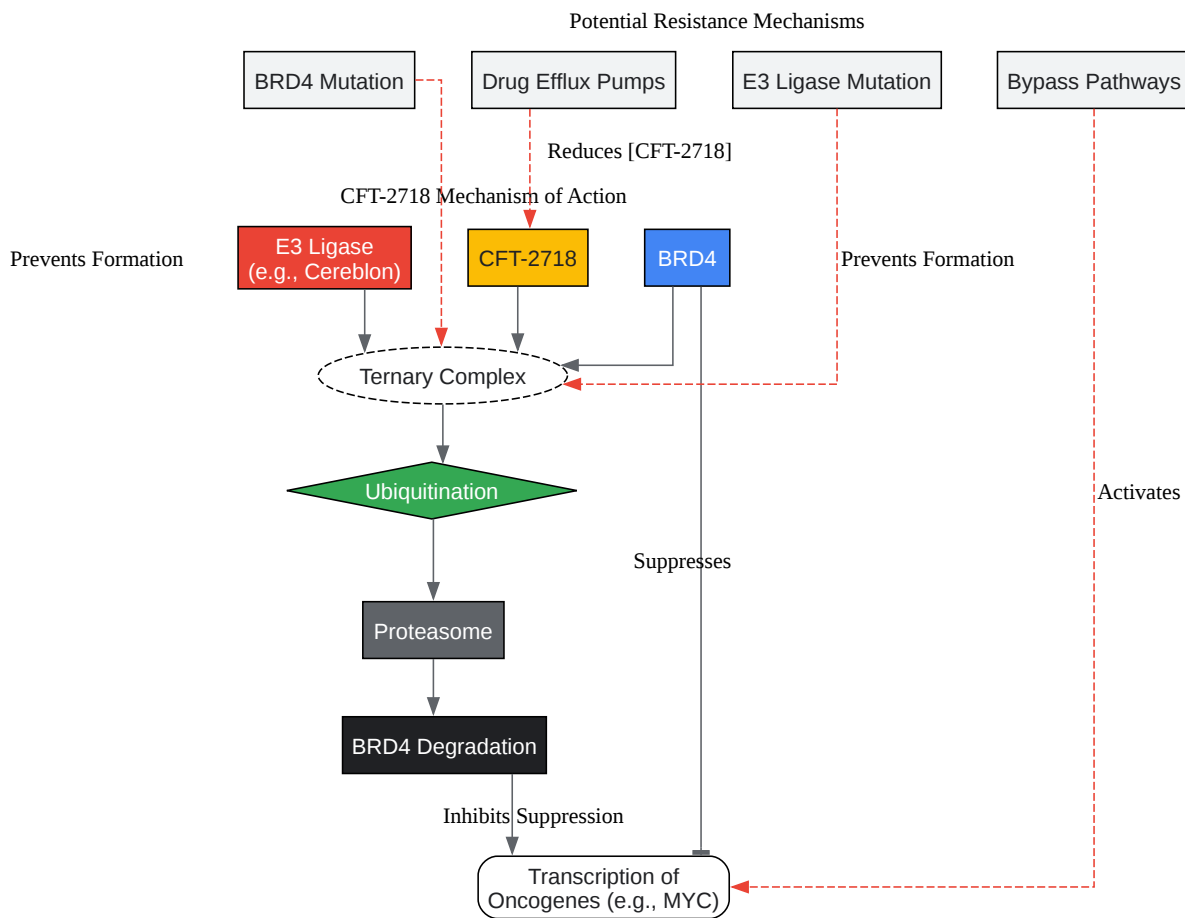 Potential Resistance Mechanisms
BRD4 Mutation
Drug Efflux Pumps
E3 Ligase Mutation
Bypass Pathways
Reduces [CFT-2718]
CFT-2718 Mechanism of Action
Prevents Formation
E3 Ligase
(e.g., Cereblon)
CFT-2718
BRD4
Prevents Formation
Ternary Complex
Ubiquitination
Activates
Suppresses
Proteasome
BRD4 Degradation
Inhibits Suppression
Transcription of
Oncogenes (e.g., MYC)